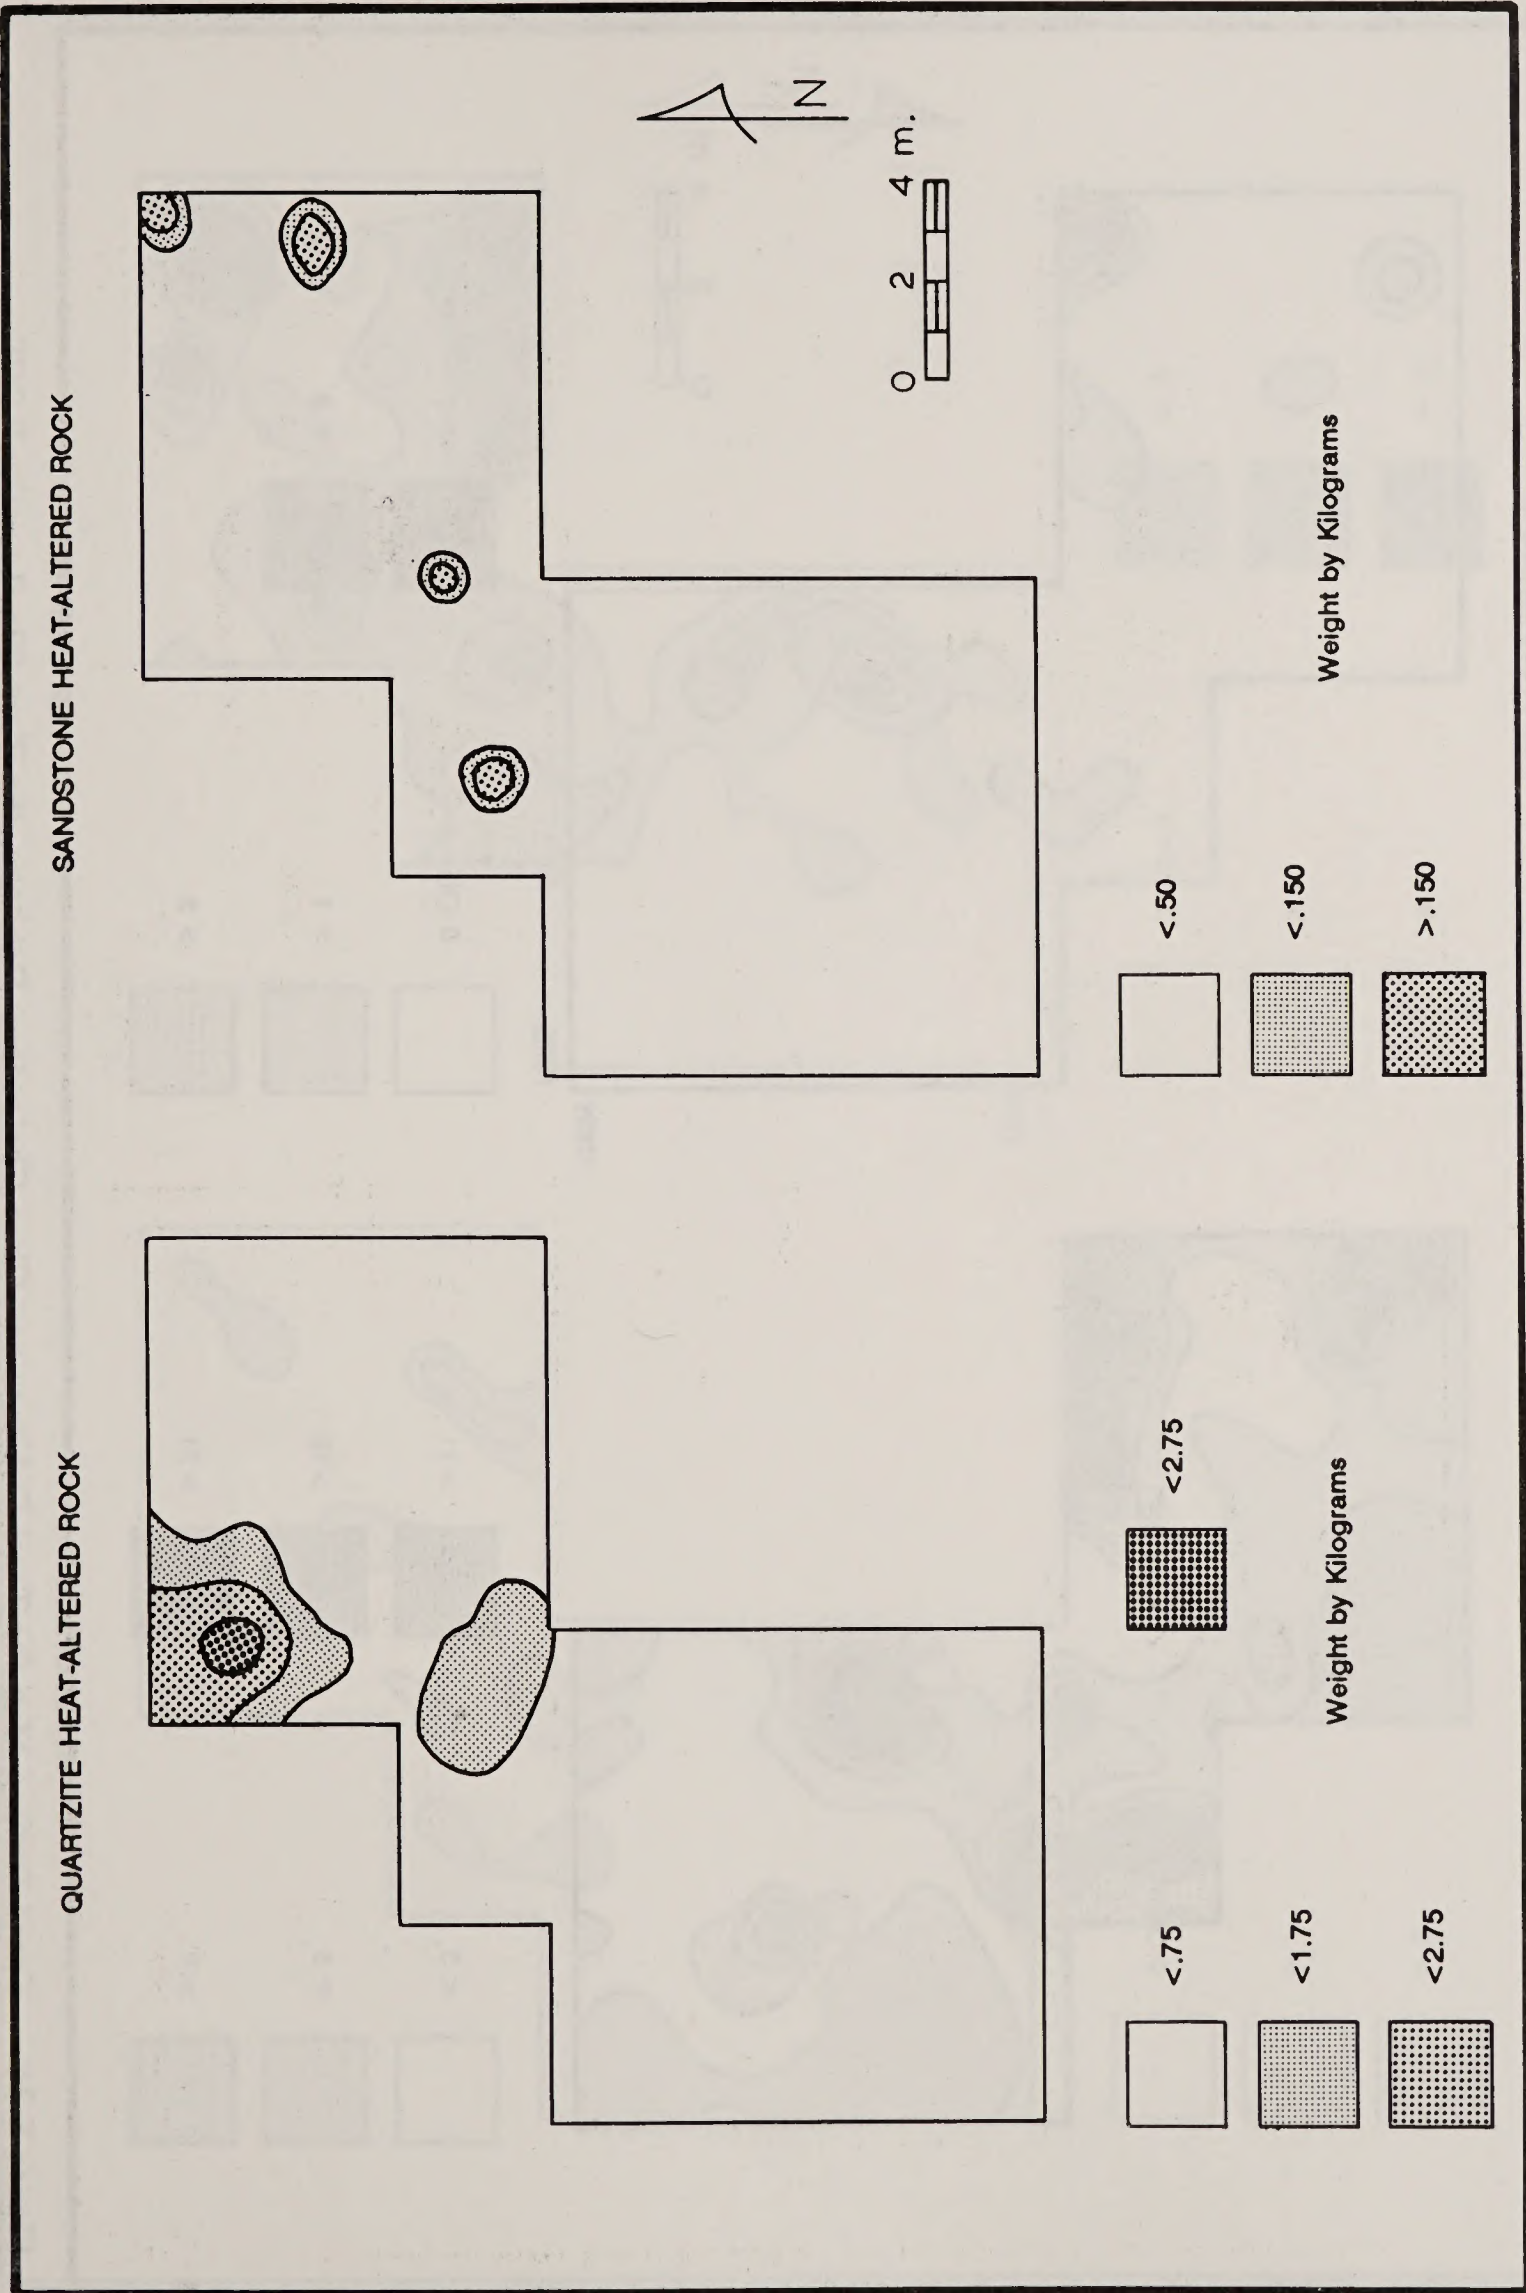 QUARTZITE HEAT-ALTERED ROCK
<.75
<1.75
<2.75
<2.75
Weight by Kilograms
SANDSTONE HEAT-ALTERED ROCK
N
0 2 4 m.
<.50
<.150
>.150
Weight by Kilograms